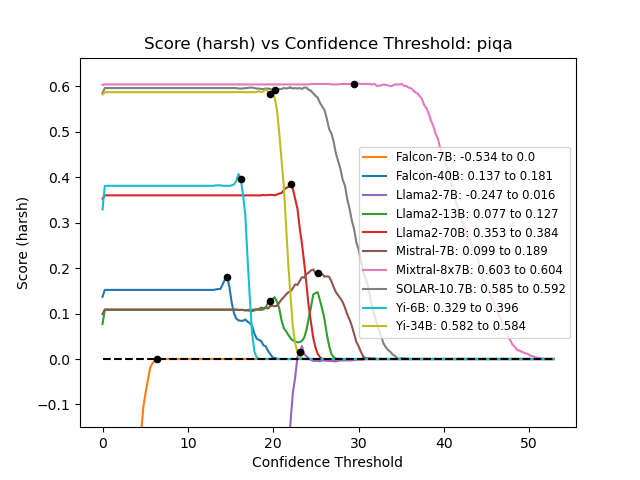 Score (harsh) vs Confidence Threshold: piqa
Score (harsh)
0.6
0.5
0.4
0.3
0.2
0.1
0.0
−0.1
Falcon-7B: -0.534 to 0.0
Falcon-40B: 0.137 to 0.181
Llama2-7B: -0.247 to 0.016
Llama2-13B: 0.077 to 0.127
Llama2-70B: 0.353 to 0.384
Mistral-7B: 0.099 to 0.189
Mixtral-8x7B: 0.603 to 0.604
SOLAR-10.7B: 0.585 to 0.592
Yi-6B: 0.329 to 0.396
Yi-34B: 0.582 to 0.584
0 10 20 30 40 50
Confidence Threshold